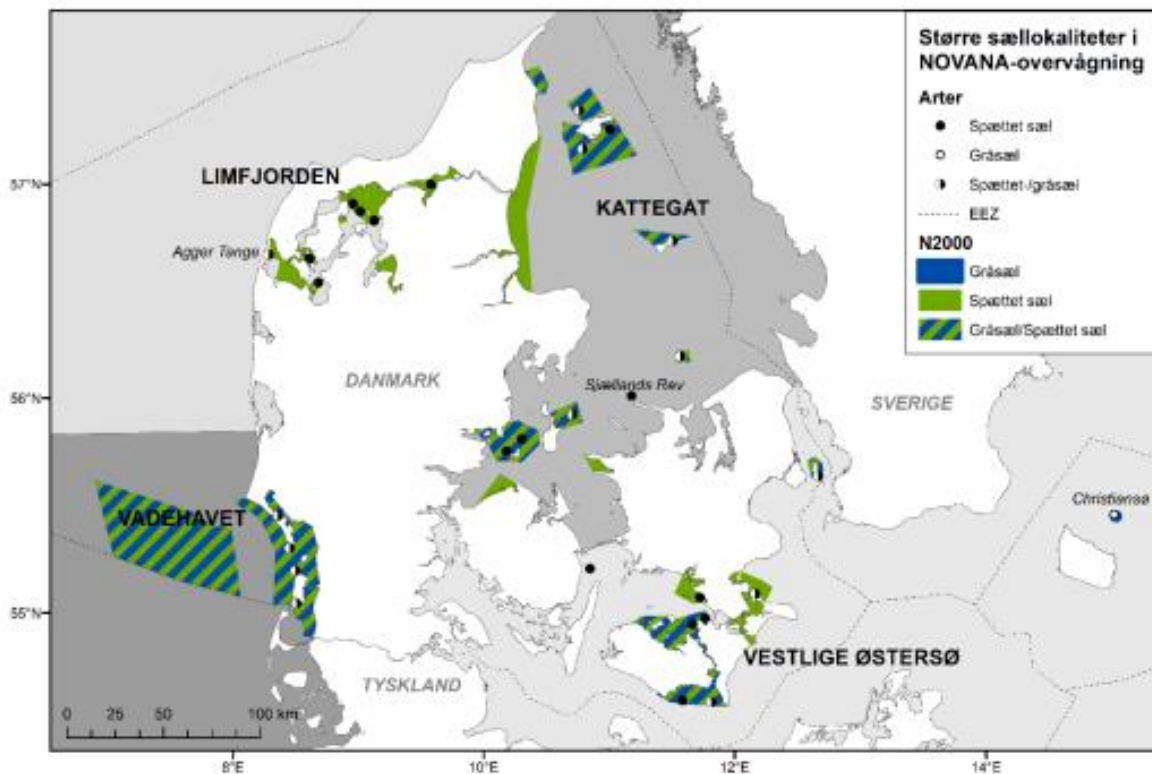 Større sællokaliteter i
NOVANA-overvågning
Arter
Spættet sæl
Gråsæl
Spættet-/gråsæl
EEZ
N2000
Gråsæl
Spættet sæl
Gråsæl/Spættet sæl
57°N
LIMFJORDEN
KATTEGAT
Agger Tange
DANMARK
Sjællands Rev
SVERIGE
56°N
VADEHAVET
Christiansø
55°N
VESTLIGE ØSTERSØ
TYSKLAND
0 25 50 100 km
8°E 10°E 12°E 14°E